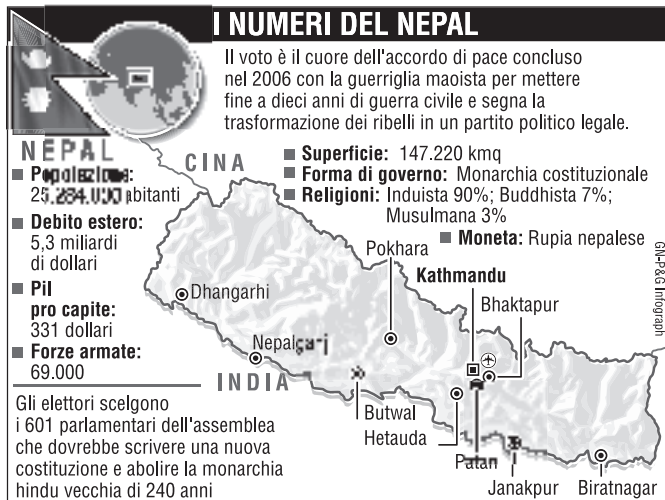 I NUMERI DEL NEPAL
Il voto è il cuore dell'accordo di pace concluso
nel 2006 con la guerriglia maoista per mettere
fine a dieci anni di guerra civile e segna la
trasformazione dei ribelli in un partito politico legale.
NEPAL
Popolazione:
abitanti
Debito estero:
5,3 miliardi
di dollari
Pil
pro capite:
331 dollari
Forze armate:
69.000
Gli elettori scelgono
i 601 parlamentari dell'assemblea
che dovrebbe scrivere una nuova
costituzione e abolire la monarchia
hindu vecchia di 240 anni
Superficie: 147.220 kmq
Forma di governo: Monarchia costituzionale
Religioni: Induista 90%; Buddhista 7%;
Musulmana 3%
Moneta: Rupia nepalese
CINA
Pokhara
Kathmandu
Bhaktapur
Dhangarhi
INDIA
Butwal
Hetauda
Patan
Janakpur
Biratnagar
GN-P&G Infograph